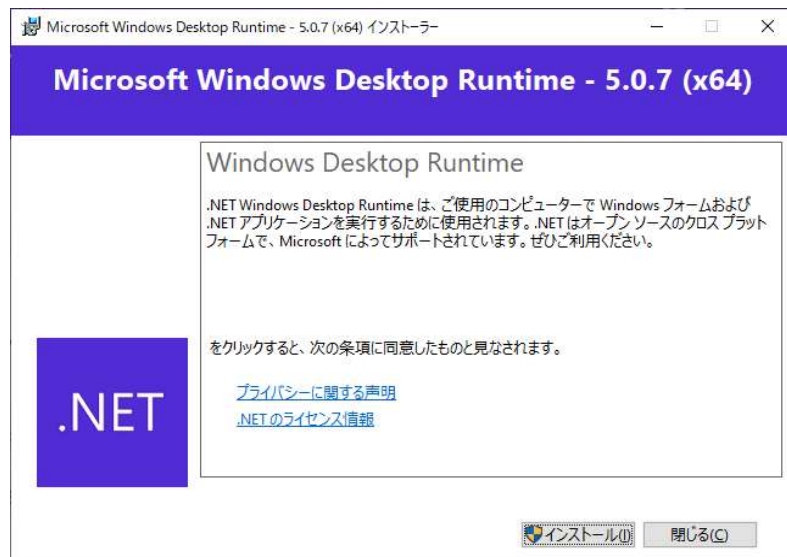 Microsoft Windows Desktop Runtime - 5.0.7 (x64) インストーラー
Microsoft Windows Desktop Runtime - 5.0.7 (x64)
Windows Desktop Runtime
.NET Windows Desktop Runtime は、ご使用のコンピューターで Windows フォームおよび
.NET アプリケーションを実行するために使用されます。.NET はオープン ソースのクロス プラット
フォームで、Microsoft によってサポートされています。ぜひご利用ください。
をクリックすると、次の条項に同意したものと見なされます。
プライバシーに関する声明
.NET のライセンス情報
.NET
インストール(I)
閉じる(C)